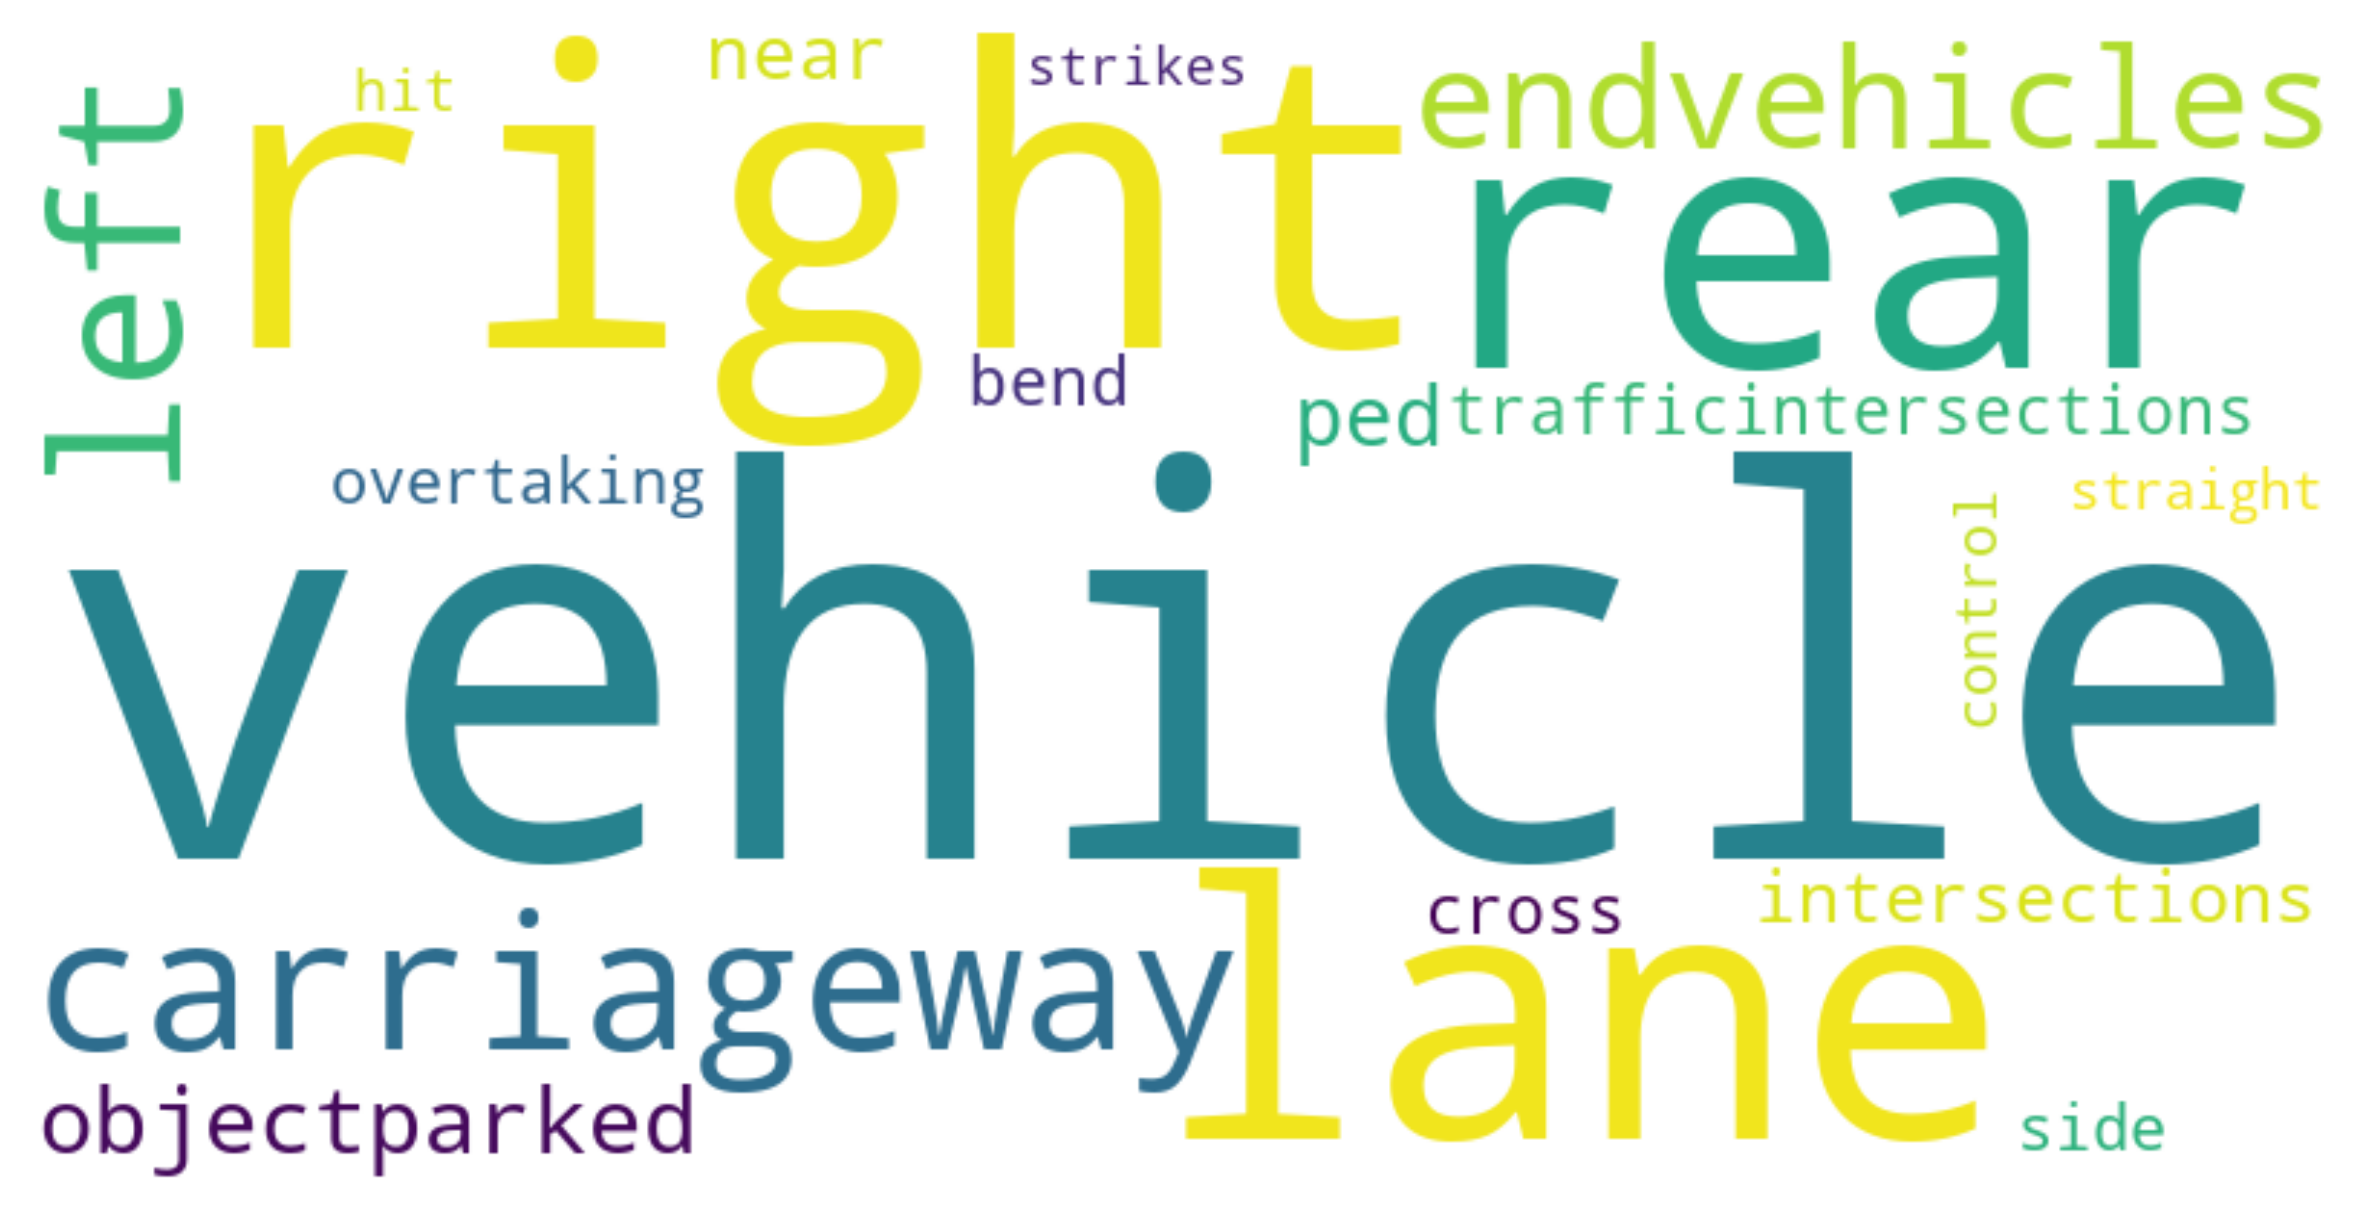 left
right
hit
near
strikes
endvehicles
rear
bend
ped
trafficintersections
overtaking
straight
control
vehicle
cross
intersections
carriageway
lane
objectparked
side